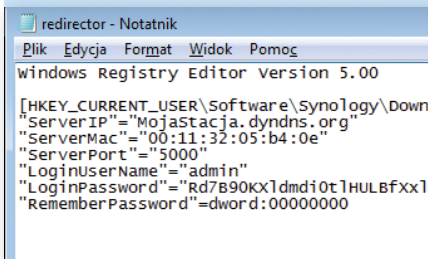 redirector - Notatnik
Plik Edycja Format Widok Pomoc
Windows Registry Editor Version 5.00
[HKEY_CURRENT_USER\Software\Synology\Down
"ServerIP"="MojaStacja.dyndns.org"
"ServerMac"="00:11:32:05:b4:0e"
"ServerPort"="5000"
"LoginUserName"="admin"
"LoginPassword"="Rd7B90KXldmdi0tlHULBfXxl
"RememberPassword"=dword:00000000